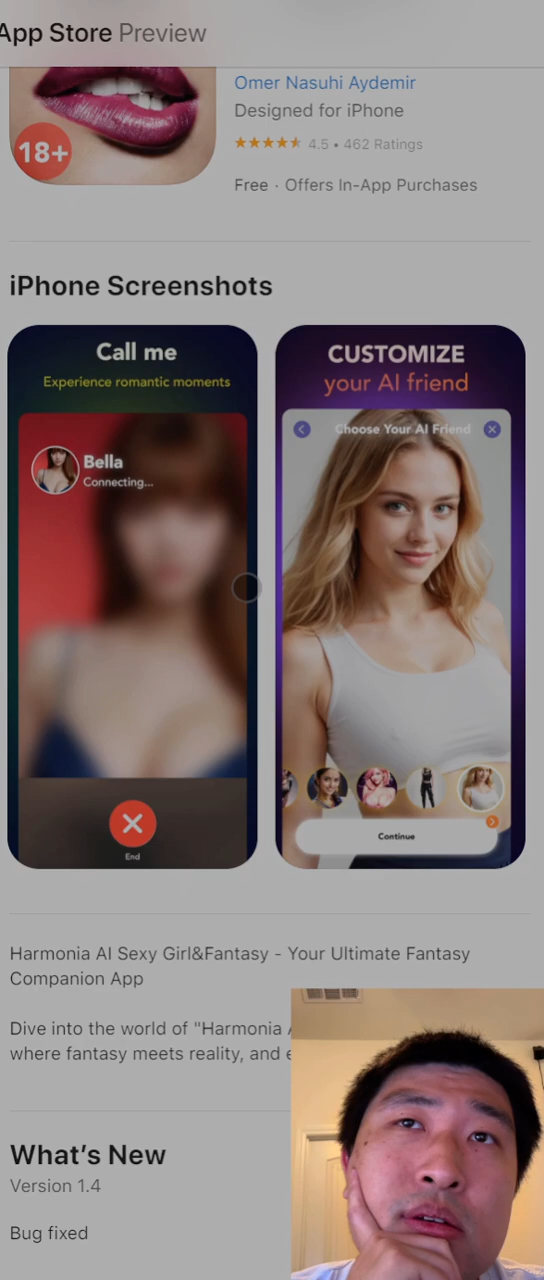 App Store Preview
18+
Omer Nasuhi Aydemir
Designed for iPhone
4.5 • 462 Ratings
Free · Offers In-App Purchases
iPhone Screenshots
Call me
Experience romantic moments
Bella
Connecting...
End
CUSTOMIZE
your AI friend
Choose Your AI Friend
Continue
Harmonia AI Sexy Girl&Fantasy - Your Ultimate Fantasy
Companion App
Dive into the world of "Harmonia
where fantasy meets reality, and
What's New
Version 1.4
Bug fixed